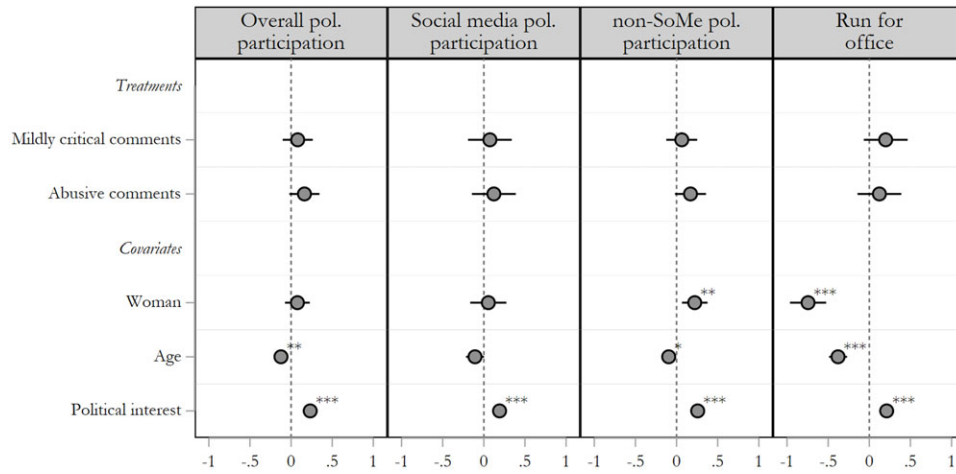 Overall pol.
participation
Social media pol.
participation
non-SoMe pol.
participation
Run for
office
Treatments
Mildly critical comments
Abusive comments
Covariates
Woman
** ***
Age
** * ***
Political interest
*** *** *** ***
-1 -.5 0 .5 1 -1 -.5 0 .5 1 -1 -.5 0 .5 1 -1 -.5 0 .5 1